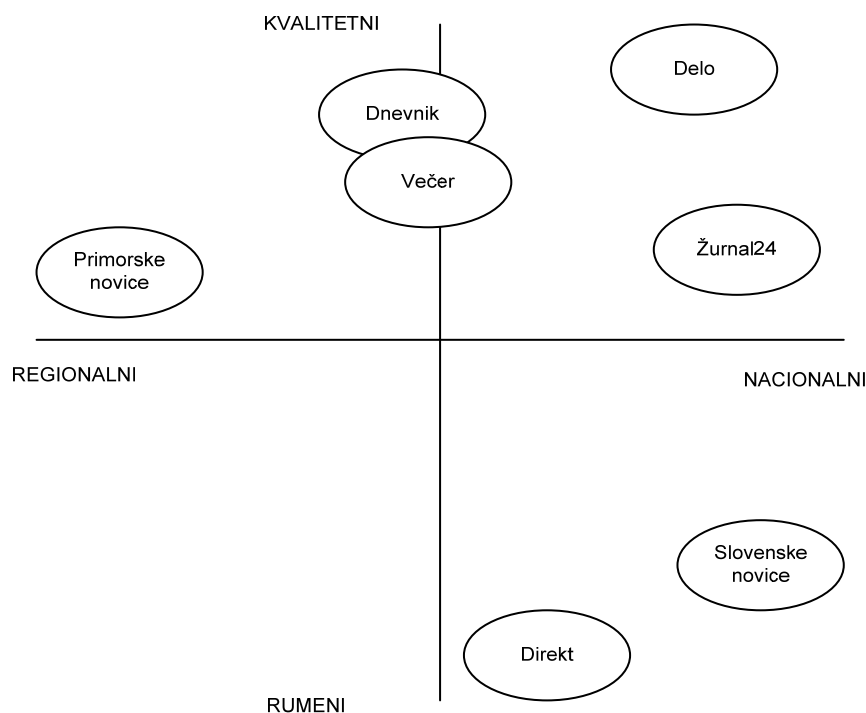 KVALITETNI
Delo
Dnevnik
Večer
Žurnal24
Primorske
novice
REGIONALNI
NACIONALNI
Slovenske
novice
Direkt
RUMENI